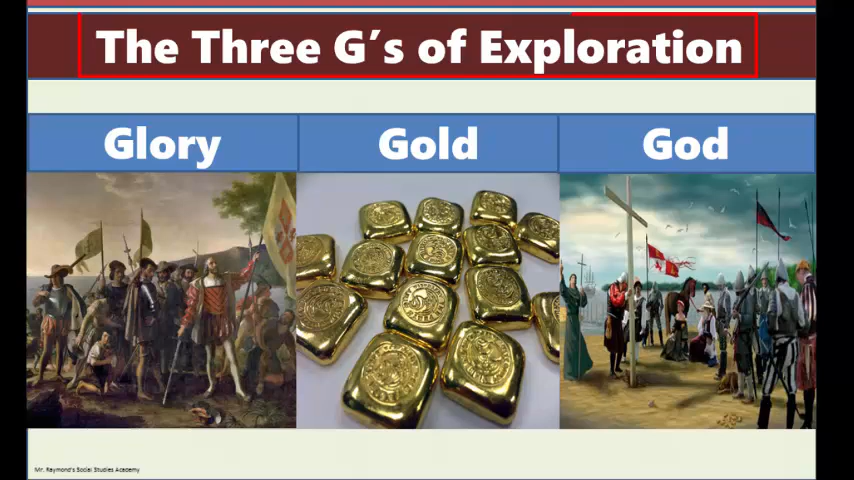 The Three G’s of Exploration
Glory
Gold
God
Mr. Raymond's Social Studies Academy